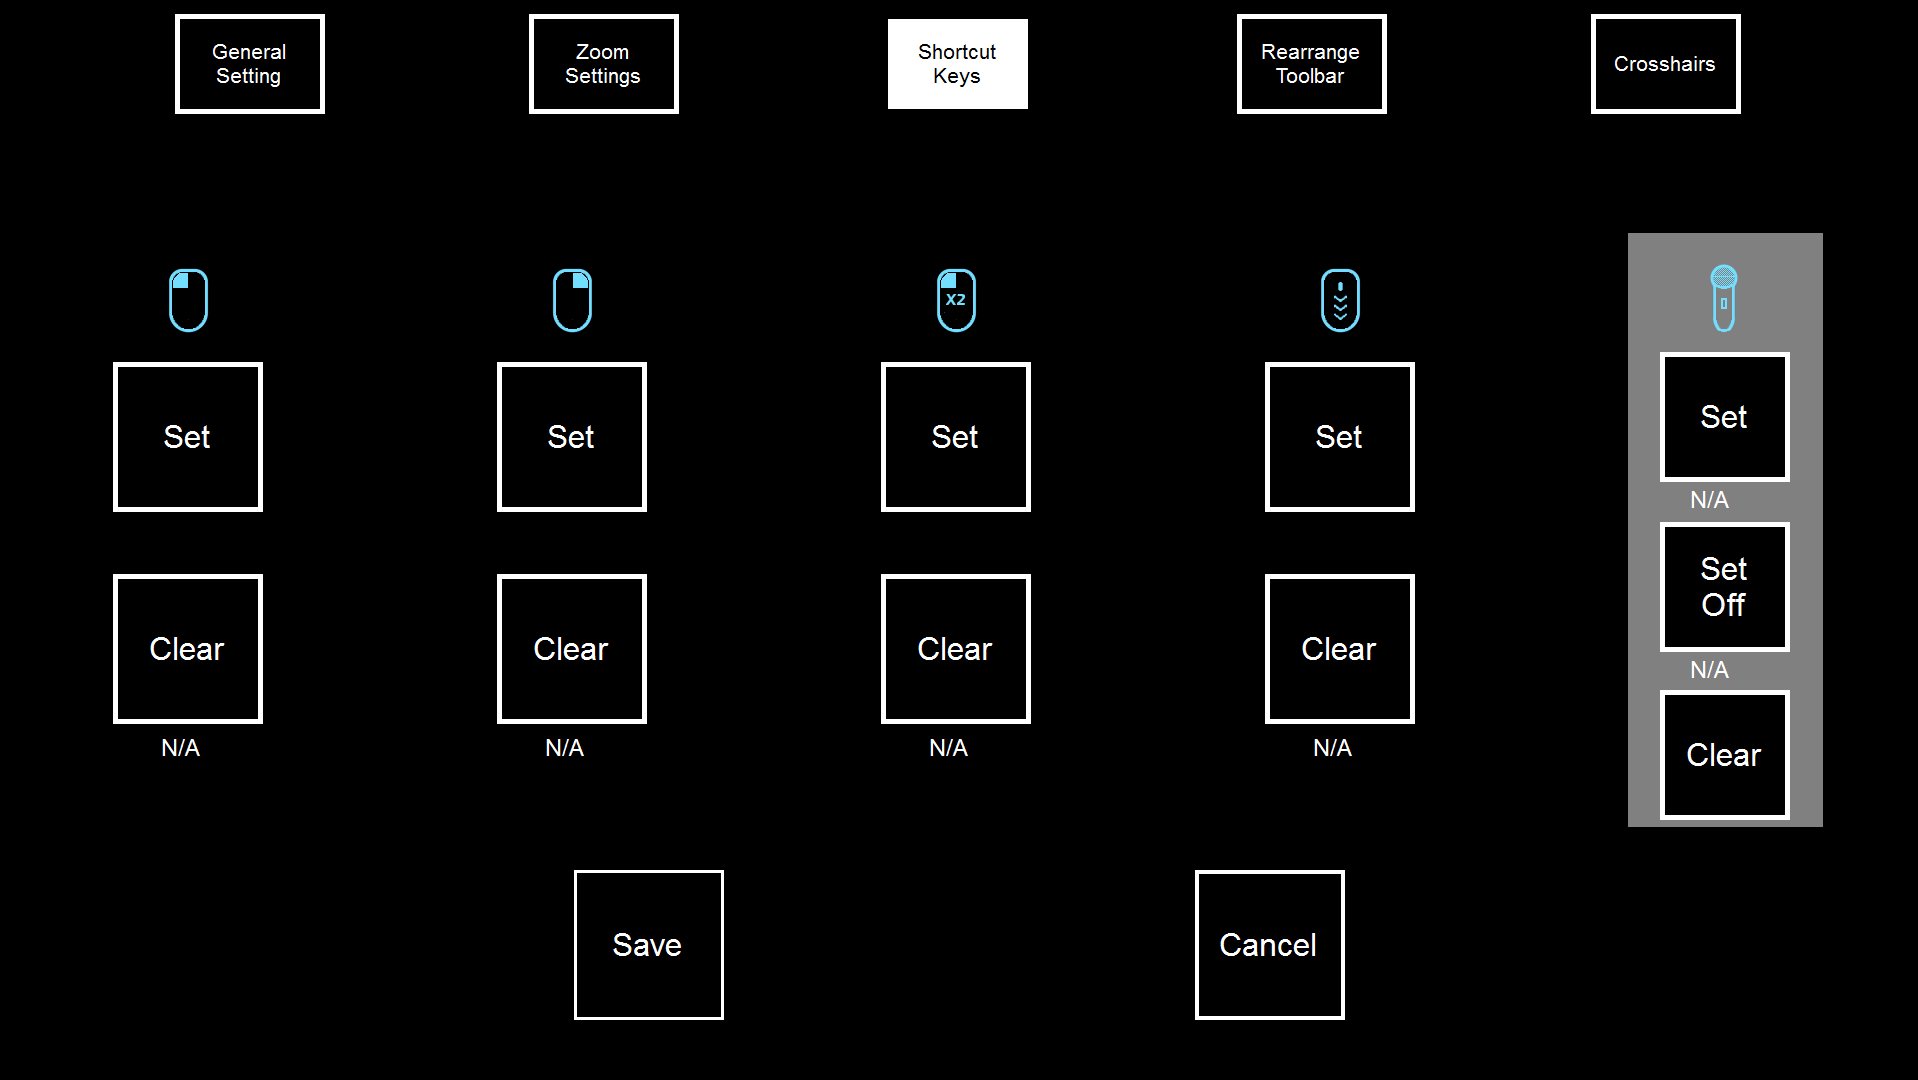 General
Setting
Zoom
Settings
Shortcut
Keys
Rearrange
Toolbar
Crosshairs
X2
Set
Set
Set
Set
Set
N/A
Set
Off
Clear
Clear
Clear
Clear
N/A
N/A
N/A
N/A
N/A
Clear
Save
Cancel